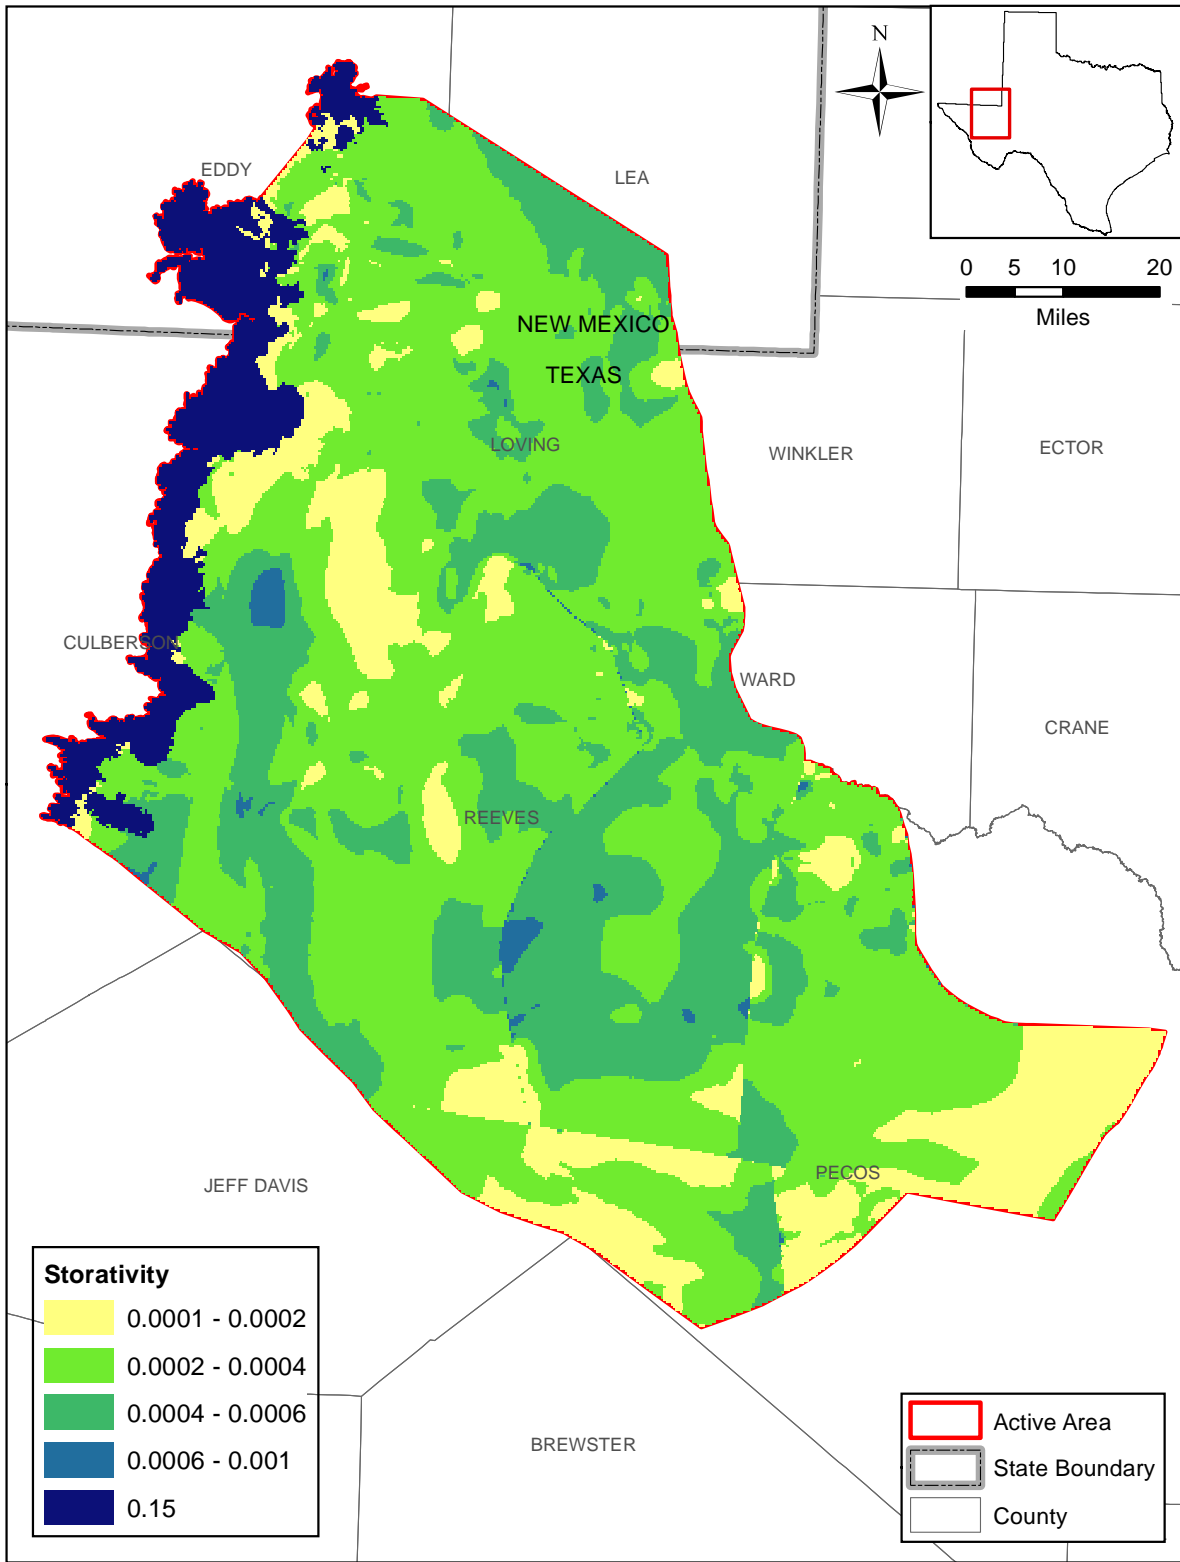 N
EDDY
LEA
0 5 10 20
Miles
NEW MEXICO
TEXAS
LOVING
WINKLER
ECTOR
CULBERSON
WARD
CRANE
REEVES
PECOS
JEFF DAVIS
BREWSTER
Storativity
0.0001 - 0.0002
0.0002 - 0.0004
0.0004 - 0.0006
0.0006 - 0.001
0.15
Active Area
State Boundary
County